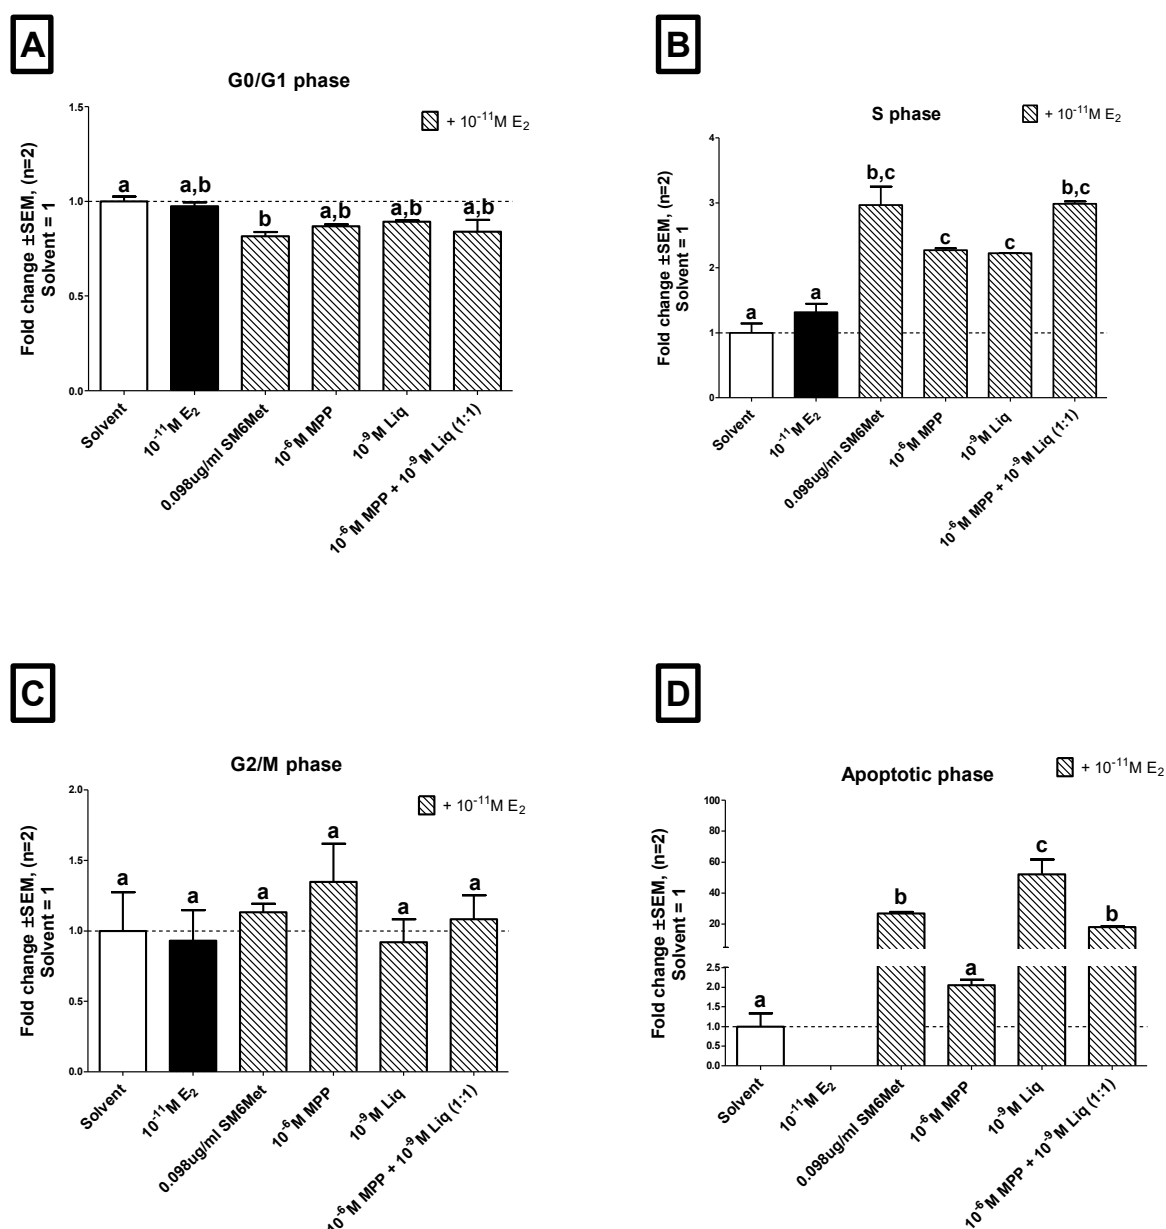 A
G0/G1 phase
+ 10⁻¹¹M E₂
Fold change ±SEM, (n=2)
Solvent = 1
1.5
1.0
0.5
0.0
a
a,b
b
a,b
a,b
a,b
Solvent
10⁻¹¹M E₂
0.098ug/ml SM6Met
10⁻⁶M MPP
10⁻⁹M Liq
10⁻⁶M MPP + 10⁻⁹M Liq (1:1)
B
S phase
+ 10⁻¹¹M E₂
Fold change ±SEM, (n=2)
Solvent = 1
4
3
2
1
0
a
a
b,c
c
c
b,c
Solvent
10⁻¹¹M E₂
0.098ug/ml SM6Met
10⁻⁶M MPP
10⁻⁹M Liq
10⁻⁶M MPP + 10⁻⁹M Liq (1:1)
C
G2/M phase
+ 10⁻¹¹M E₂
Fold change ±SEM, (n=2)
Solvent = 1
2.0
1.5
1.0
0.5
0.0
a
a
a
a
a
a
Solvent
10⁻¹¹M E₂
0.098ug/ml SM6Met
10⁻⁶M MPP
10⁻⁹M Liq
10⁻⁶M MPP + 10⁻⁹M Liq (1:1)
D
Apoptotic phase
+ 10⁻¹¹M E₂
Fold change ±SEM, (n=2)
Solvent = 1
100
80
60
40
20
2.5
2.0
1.5
1.0
0.5
0.0
a
b
a
c
b
Solvent
10⁻¹¹M E₂
0.098ug/ml SM6Met
10⁻⁶M MPP
10⁻⁹M Liq
10⁻⁶M MPP + 10⁻⁹M Liq (1:1)